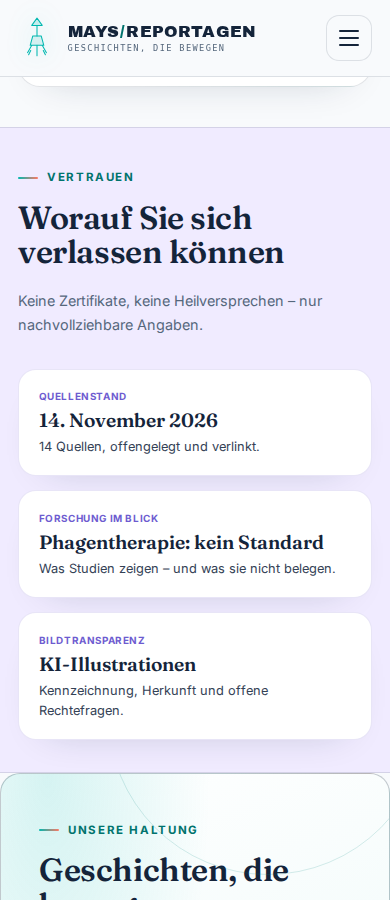 MAYS/REPORTAGEN
GESCHICHTEN, DIE BEWEGEN
VERTRAUEN
Worauf Sie sich
verlassen können
Keine Zertifikate, keine Heilversprechen – nur
nachvollziehbare Angaben.
QUELLENSTAND
14. November 2026
14 Quellen, offengelegt und verlinkt.
FORSCHUNG IM BLICK
Phagentherapie: kein Standard
Was Studien zeigen – und was sie nicht belegen.
BILDTRANSPARENZ
KI-Illustrationen
Kennzeichnung, Herkunft und offene
Rechtefragen.
UNSERE HALTUNG
Geschichten, die